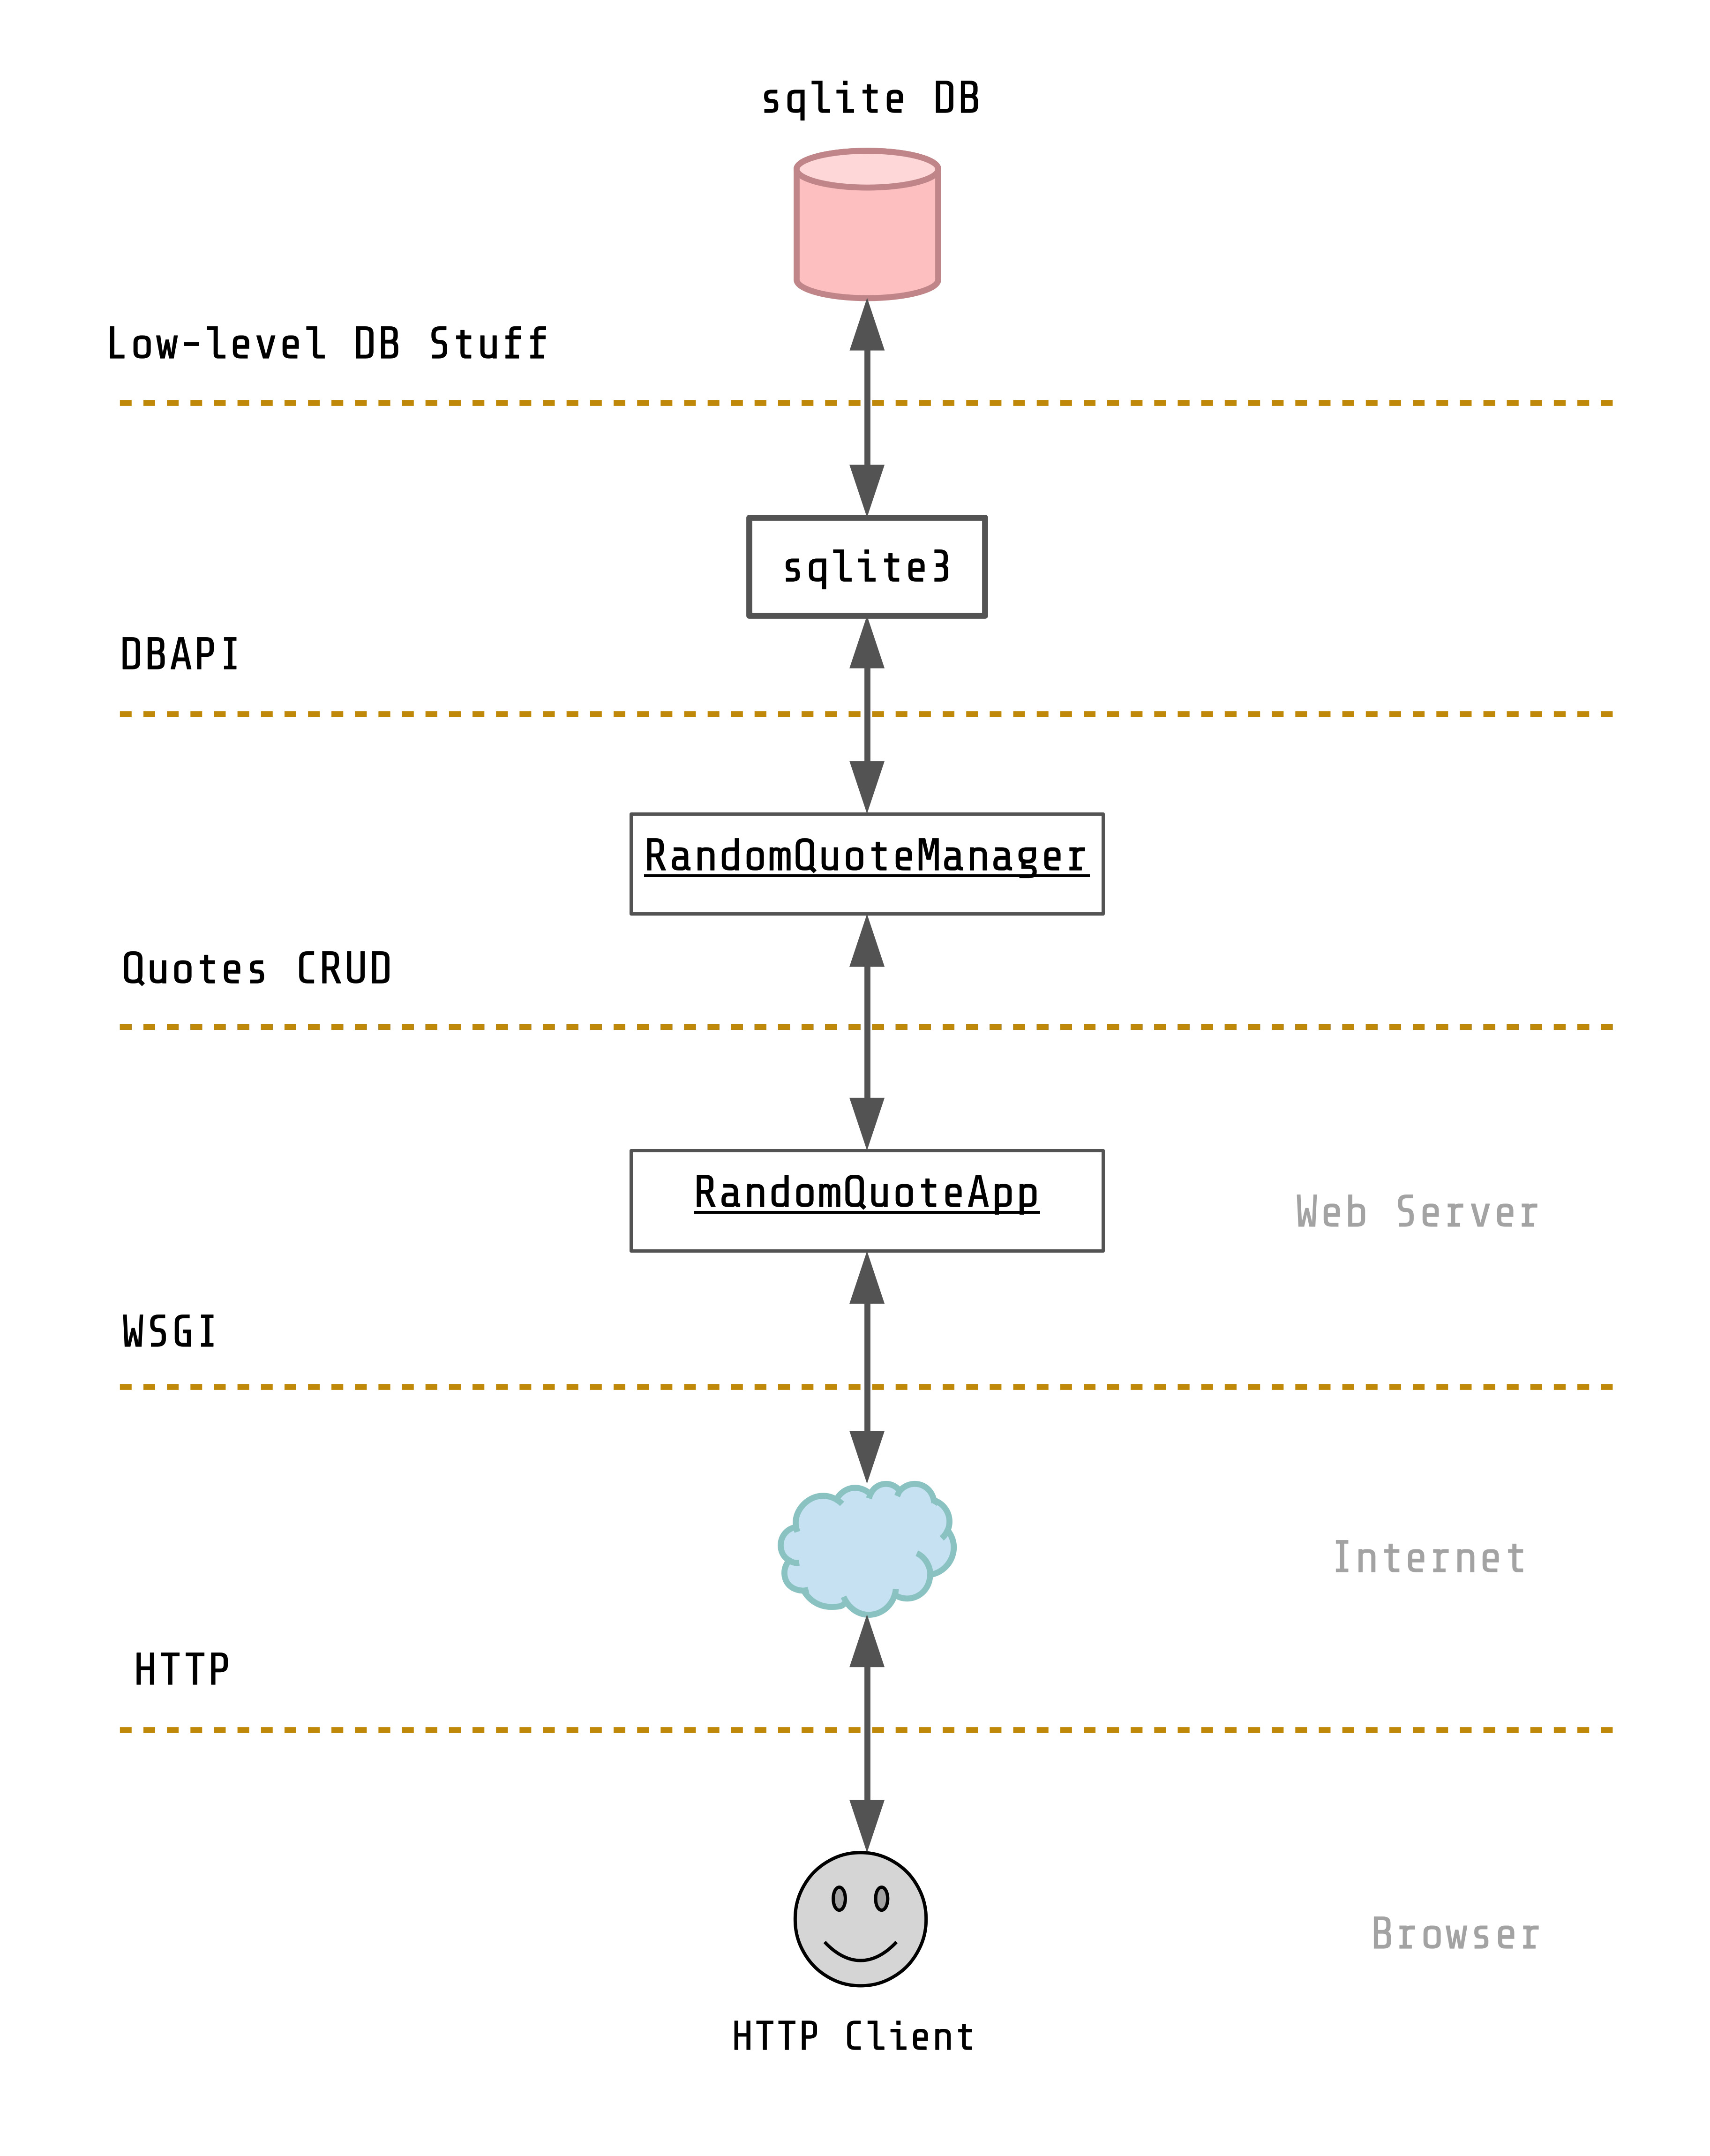 sqlite DB
Low-level DB Stuff
sqlite3
DBAPI
RandomQuoteManager
Quotes CRUD
RandomQuoteApp
Web Server
WSGI
Internet
HTTP
Browser
HTTP Client